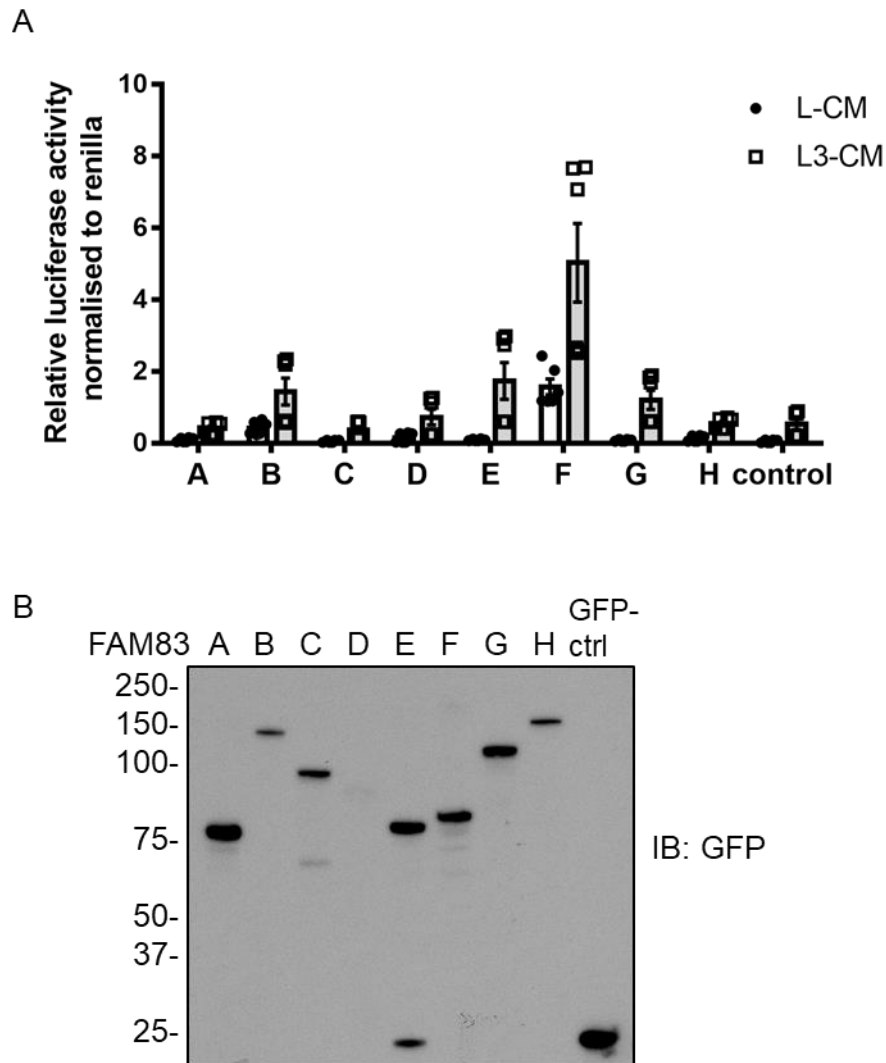 A
Relative luciferase activity
normalised to renilla
10
8
6
4
2
0
L-CM
L3-CM
A B C D E F G H control
B
FAM83 A B C D E F G H GFP-
ctrl
250-
150-
100-
75-
50-
37-
25-
IB: GFP